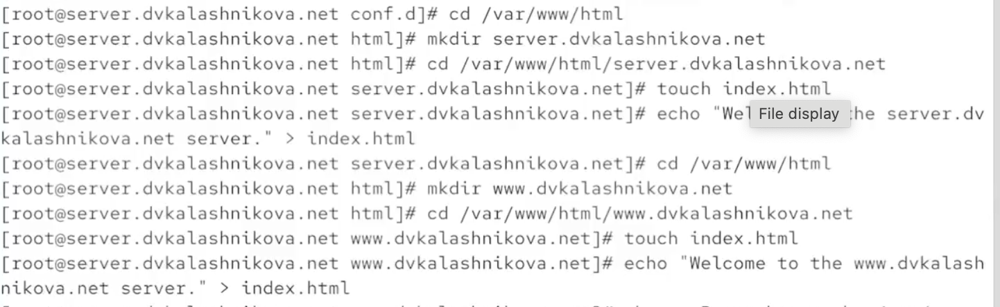 [root@server.dvkalashnikova.net conf.d]# cd /var/www/html
[root@server.dvkalashnikova.net html]# mkdir server.dvkalashnikova.net
[root@server.dvkalashnikova.net html]# cd /var/www/html/server.dvkalashnikova.net
[root@server.dvkalashnikova.net server.dvkalashnikova.net]# touch index.html
[root@server.dvkalashnikova.net server.dvkalashnikova.net]# echo "Wel File display the server.dv
kalashnikova.net server." > index.html
[root@server.dvkalashnikova.net server.dvkalashnikova.net]# cd /var/www/html
[root@server.dvkalashnikova.net html]# mkdir www.dvkalashnikova.net
[root@server.dvkalashnikova.net html]# cd /var/www/html/www.dvkalashnikova.net
[root@server.dvkalashnikova.net www.dvkalashnikova.net]# touch index.html
[root@server.dvkalashnikova.net www.dvkalashnikova.net]# echo "Welcome to the www.dvkalash
nikova.net server." > index.html